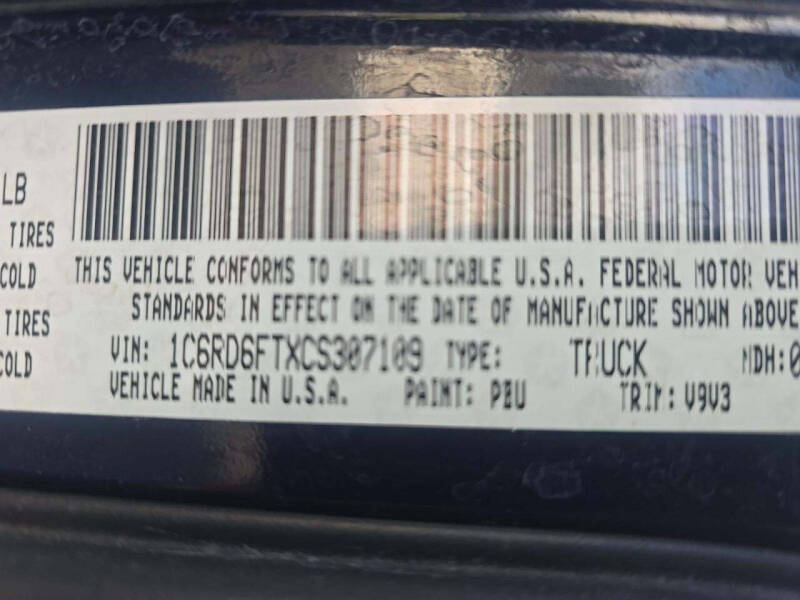 LB
TIRES
COLD
THIS VEHICLE CONFORMS TO ALL APPLICABLE U.S.A. FEDERAL MOTOR VEH
STANDARDS IN EFFECT ON THE DATE OF MANUFACTURE SHOWN ABOVE
TIRES
COLD
VIN: 1C6RD6FTXCS307109 TYPE: TRUCK MDH:0
VEHICLE MADE IN U.S.A. PAINT: PBU TRIM: V9V3